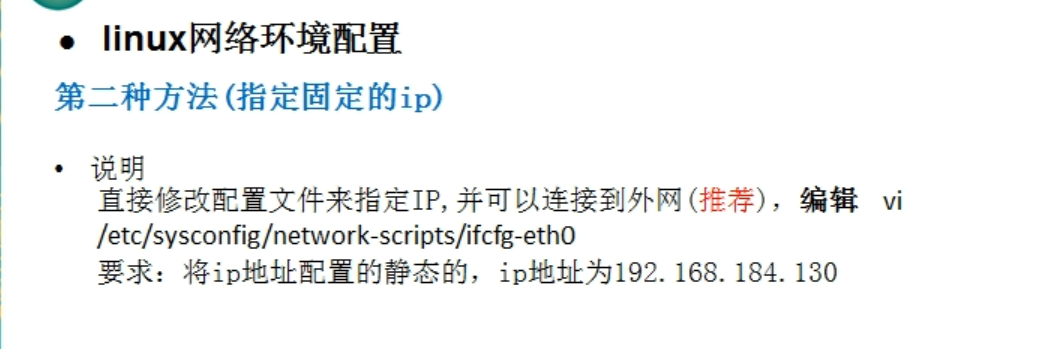 ● linux网络环境配置
第二种方法(指定固定的ip)
• 说明
直接修改配置文件来指定IP,并可以连接到外网(推荐)，编辑 vi
/etc/sysconfig/network-scripts/ifcfg-eth0
要求：将ip地址配置的静态的，ip地址为192.168.184.130